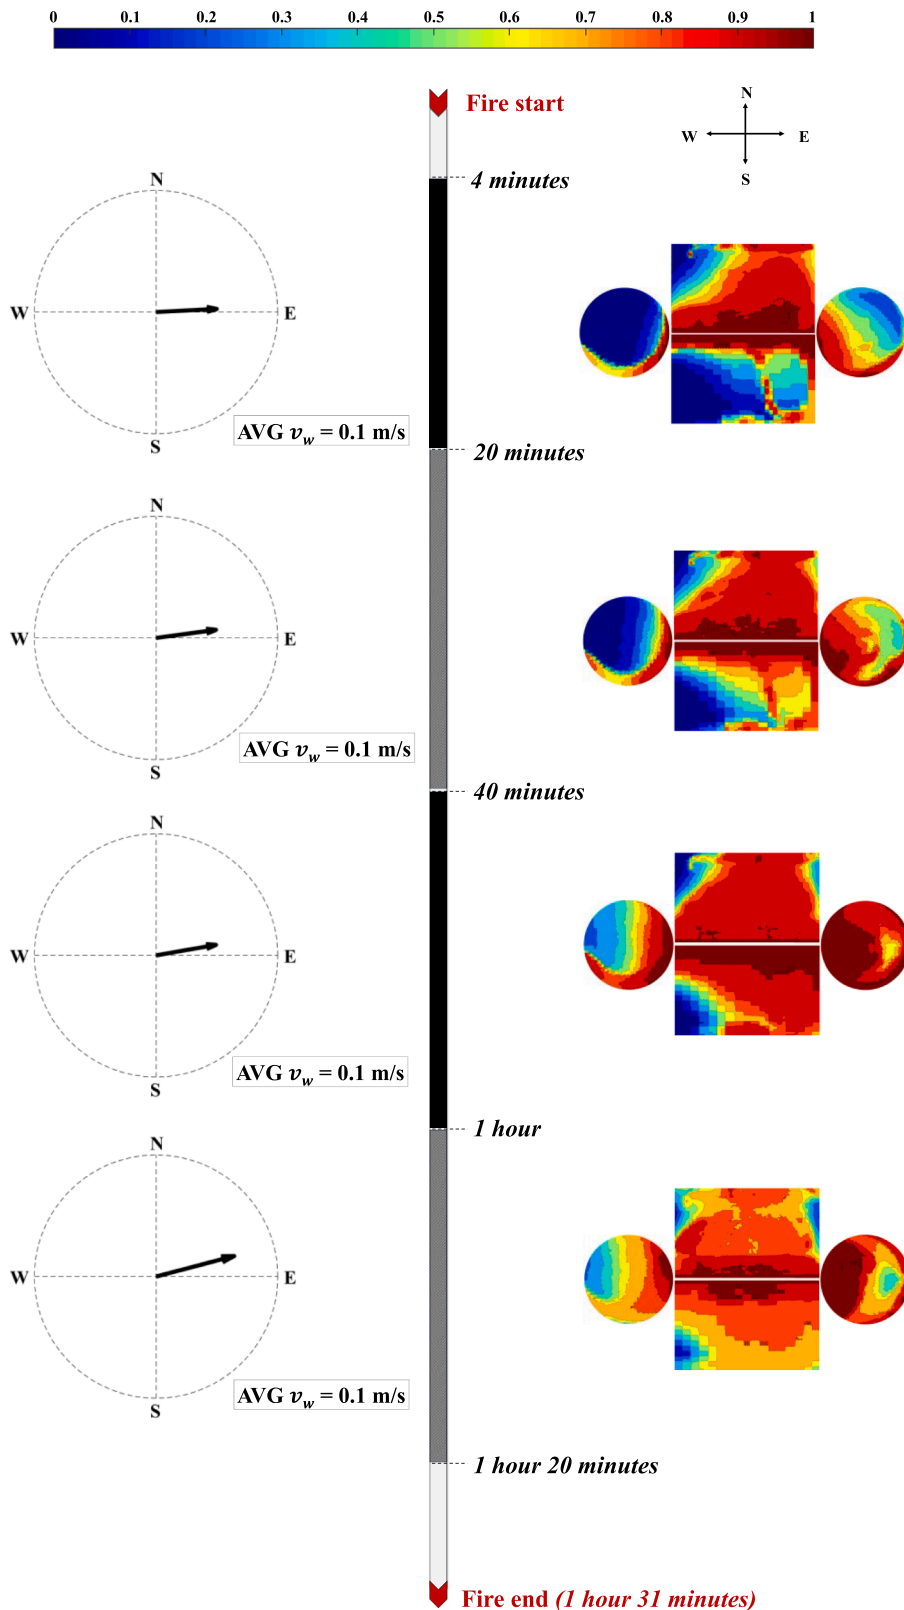 0 0.1 0.2 0.3 0.4 0.5 0.6 0.7 0.8 0.9 1
Fire start
N
W E
S
4 minutes
N
W E
S
AVG v_w = 0.1 m/s
20 minutes
N
W E
S
AVG v_w = 0.1 m/s
40 minutes
N
W E
S
AVG v_w = 0.1 m/s
1 hour
N
W E
S
AVG v_w = 0.1 m/s
1 hour 20 minutes
Fire end (1 hour 31 minutes)